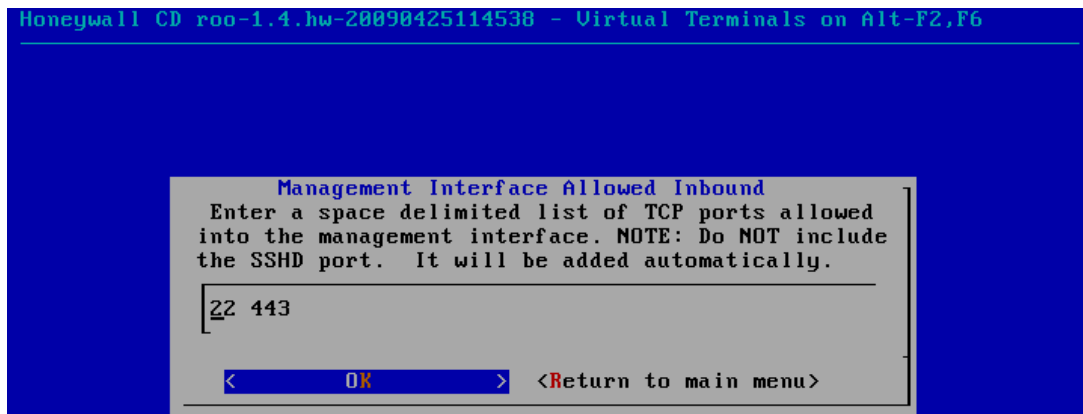 Honeywall CD roo-1.4.hw-20090425114538 - Virtual Terminals on Alt-F2,F6
Management Interface Allowed Inbound
Enter a space delimited list of TCP ports allowed
into the management interface. NOTE: Do NOT include
the SSHD port.  It will be added automatically.
22 443
<        OK        >  <Return to main menu>